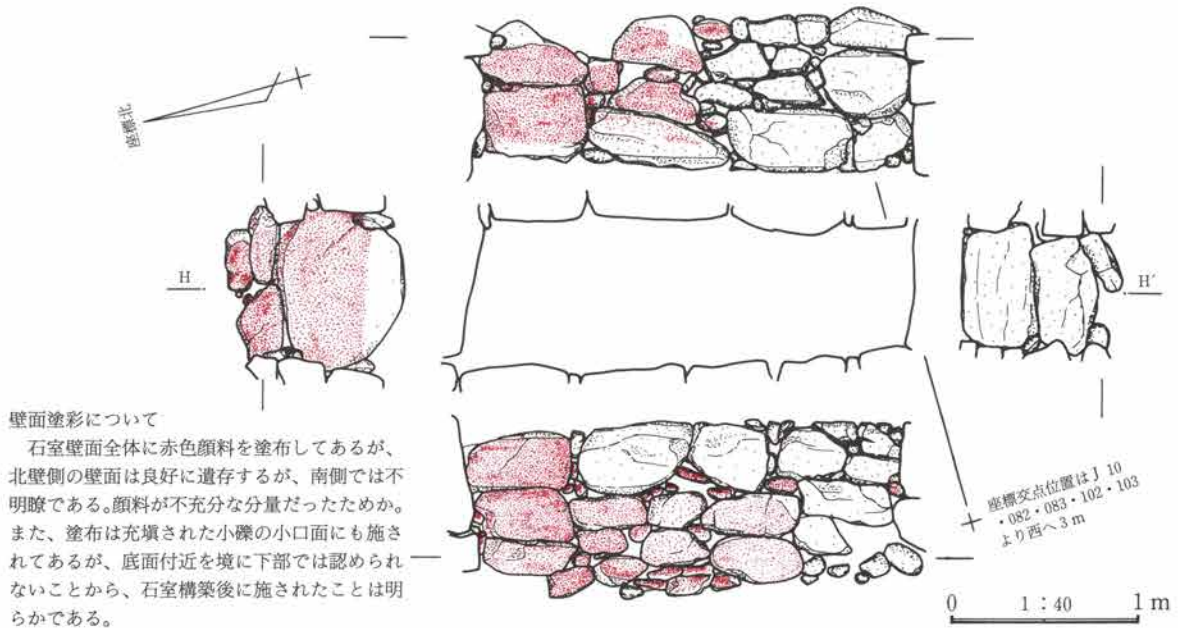 座標北
H
H′
壁面塗彩について
　石室壁面全体に赤色顔料を塗布してあるが、
北壁側の壁面は良好に遺存するが、南側では不
明瞭である。顔料が不充分な分量だったためか。
また、塗布は充塡された小礫の小口面にも施さ
れてあるが、底面付近を境に下部では認められ
ないことから、石室構築後に施されたことは明
らかである。
座標交点位置はJ 10
・082・083・102・103
より西へ3 m
0　1：40　1 m